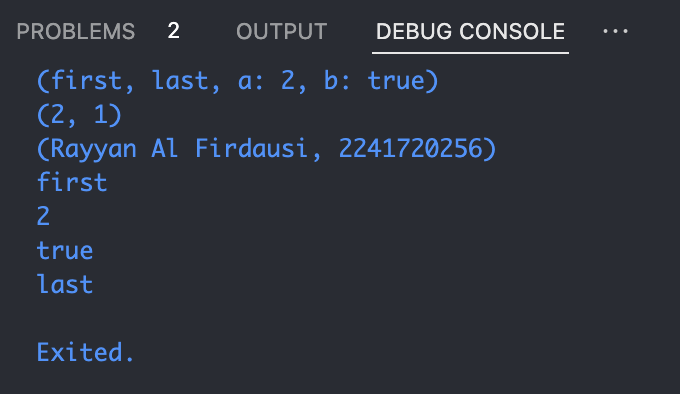 PROBLEMS 2 OUTPUT DEBUG CONSOLE ...
(first, last, a: 2, b: true)
(2, 1)
(Rayyan Al Firdausi, 2241720256)
first
2
true
last
Exited.